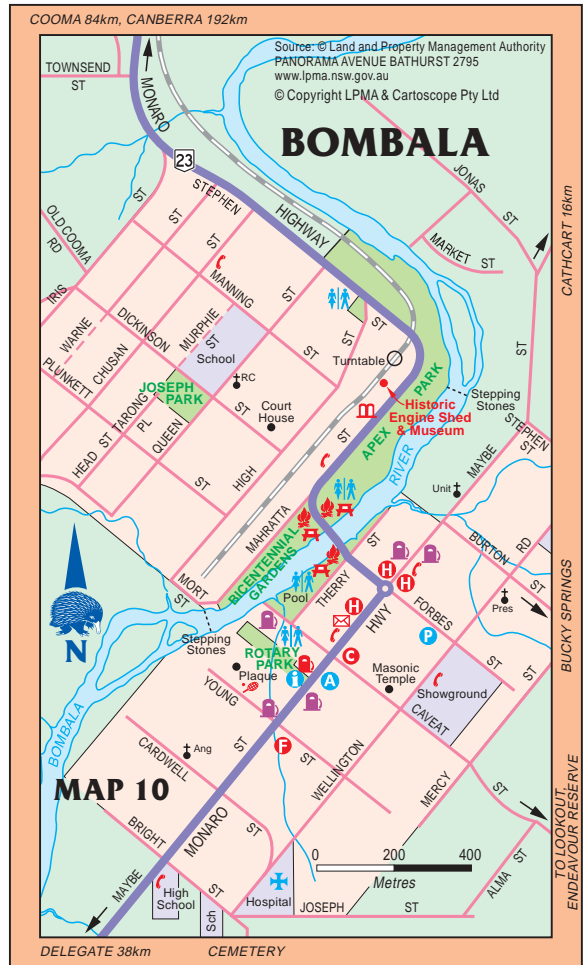 COOMA 84km, CANBERRA 192km
Source: © Land and Property Management Authority
PANORAMA AVENUE BATHURST 2795
www.lpma.nsw.gov.au
© Copyright LPMA & Cartoscope Pty Ltd
BOMBALA
TOWNSEND
ST
MONARO
23
STEPHEN
HIGHWAY
JONAS
ST
MARKET ST
CATHCART 16km
OLD COOMA
RD
IRIS
ST
ST
MANNING
ST
WARNE
DICKINSON
MURPHIE
ST
CHUSAN
PLUNKETT
School
RC
ST
ST
Turntable
JOSEPH
PARK
Court
House
Historic
Engine Shed
& Museum
APEX PARK
Stepping
Stones
ST
STEPHEN
ST
HEAD ST
TARONG
PL
QUEEN
ST
HIGH
ST
RIVER
MAYBE
Unit
MAHRATTA
BURTON RD
ST
MORT
ST
BICENTENNIAL
GARDENS
Pool
THERRY
ST
H
H
H
HWY
FORBES
Pres
BUCKY SPRINGS
N
Stepping
Stones
ROTARY
PARK
Plaque
i
A
C
P
Masonic
Temple
ST
Showground
CAVEAT
YOUNG
BOMBALA
Ang
ST
F
CARDWELL
WELLINGTON
MERCY
ST
MAP 10
MONARO
ST
BRIGHT
ST
0 200 400
Metres
ALMA ST
TO LOOKOUT,
ENDEAVOUR RESERVE
MAYBE
High
School
Sch
Hospital
JOSEPH ST
DELEGATE 38km
CEMETERY